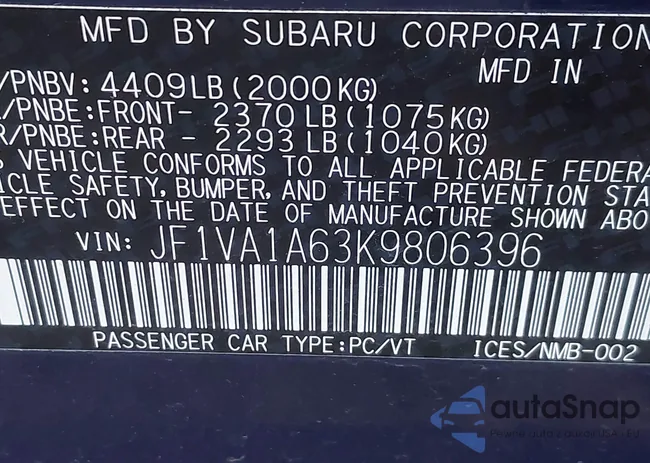 MFD BY SUBARU CORPORATION
MFD IN
/PNBV: 4409LB(2000KG)
/PNBE:FRONT- 2370 LB(1075KG)
R/PNBE:REAR - 2293 LB(1040KG)
S VEHICLE CONFORMS TO ALL APPLICABLE FEDERA
ICLE SAFETY, BUMPER, AND THEFT PREVENTION STA
EFFECT ON THE DATE OF MANUFACTURE SHOWN ABO
VIN: JF1VA1A63K9806396
PASSENGER CAR TYPE:PC/VT ICES/NMB-002
autaSnap